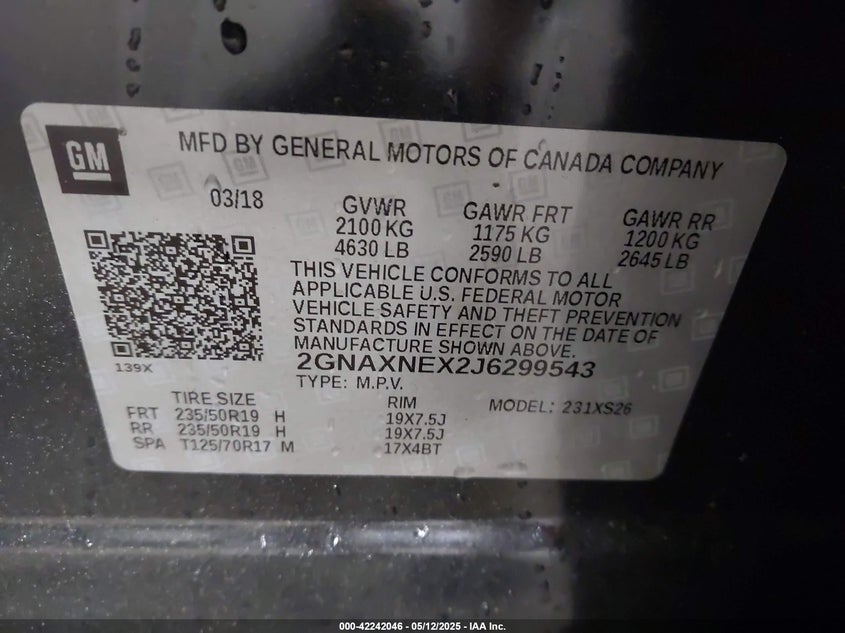 GM
MFD BY GENERAL MOTORS OF CANADA COMPANY
03/18
GVWR
2100 KG
4630 LB
GAWR FRT
1175 KG
2590 LB
GAWR RR
1200 KG
2645 LB
THIS VEHICLE CONFORMS TO ALL
APPLICABLE U.S. FEDERAL MOTOR
VEHICLE SAFETY AND THEFT PREVENTION
STANDARDS IN EFFECT ON THE DATE OF
MANUFACTURE SHOWN ABOVE.
139X
2GNAXNEX2J6299543
TYPE: M.P.V.
TIRE SIZE RIM MODEL: 231XS26
FRT 235/50R19 H 19X7.5J
RR 235/50R19 H 19X7.5J
SPA T125/70R17 M 17X4BT
000-42242046 — 05/12/2025 — IAA Inc.